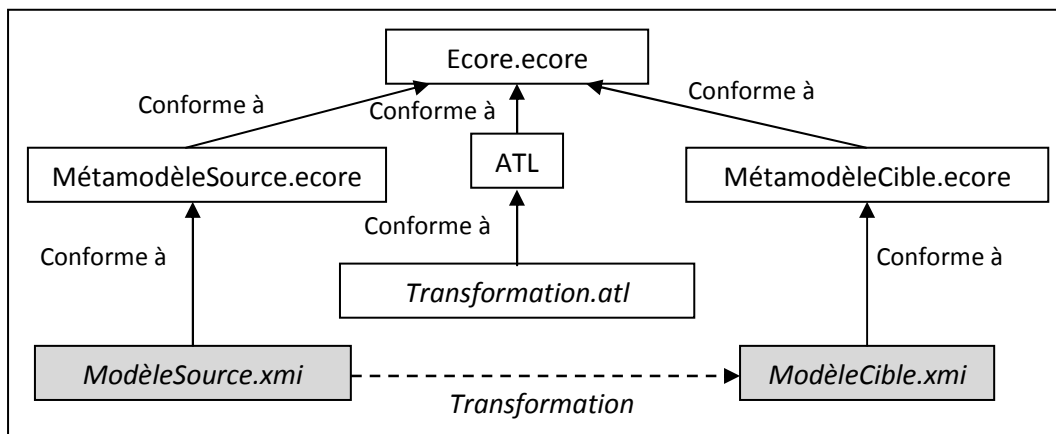 Ecore.ecore
Conforme à
Conforme à
Conforme à
MétamodèleSource.ecore
ATL
MétamodèleCible.ecore
Conforme à
Conforme à
Conforme à
Transformation.atl
ModèleSource.xmi
ModèleCible.xmi
Transformation